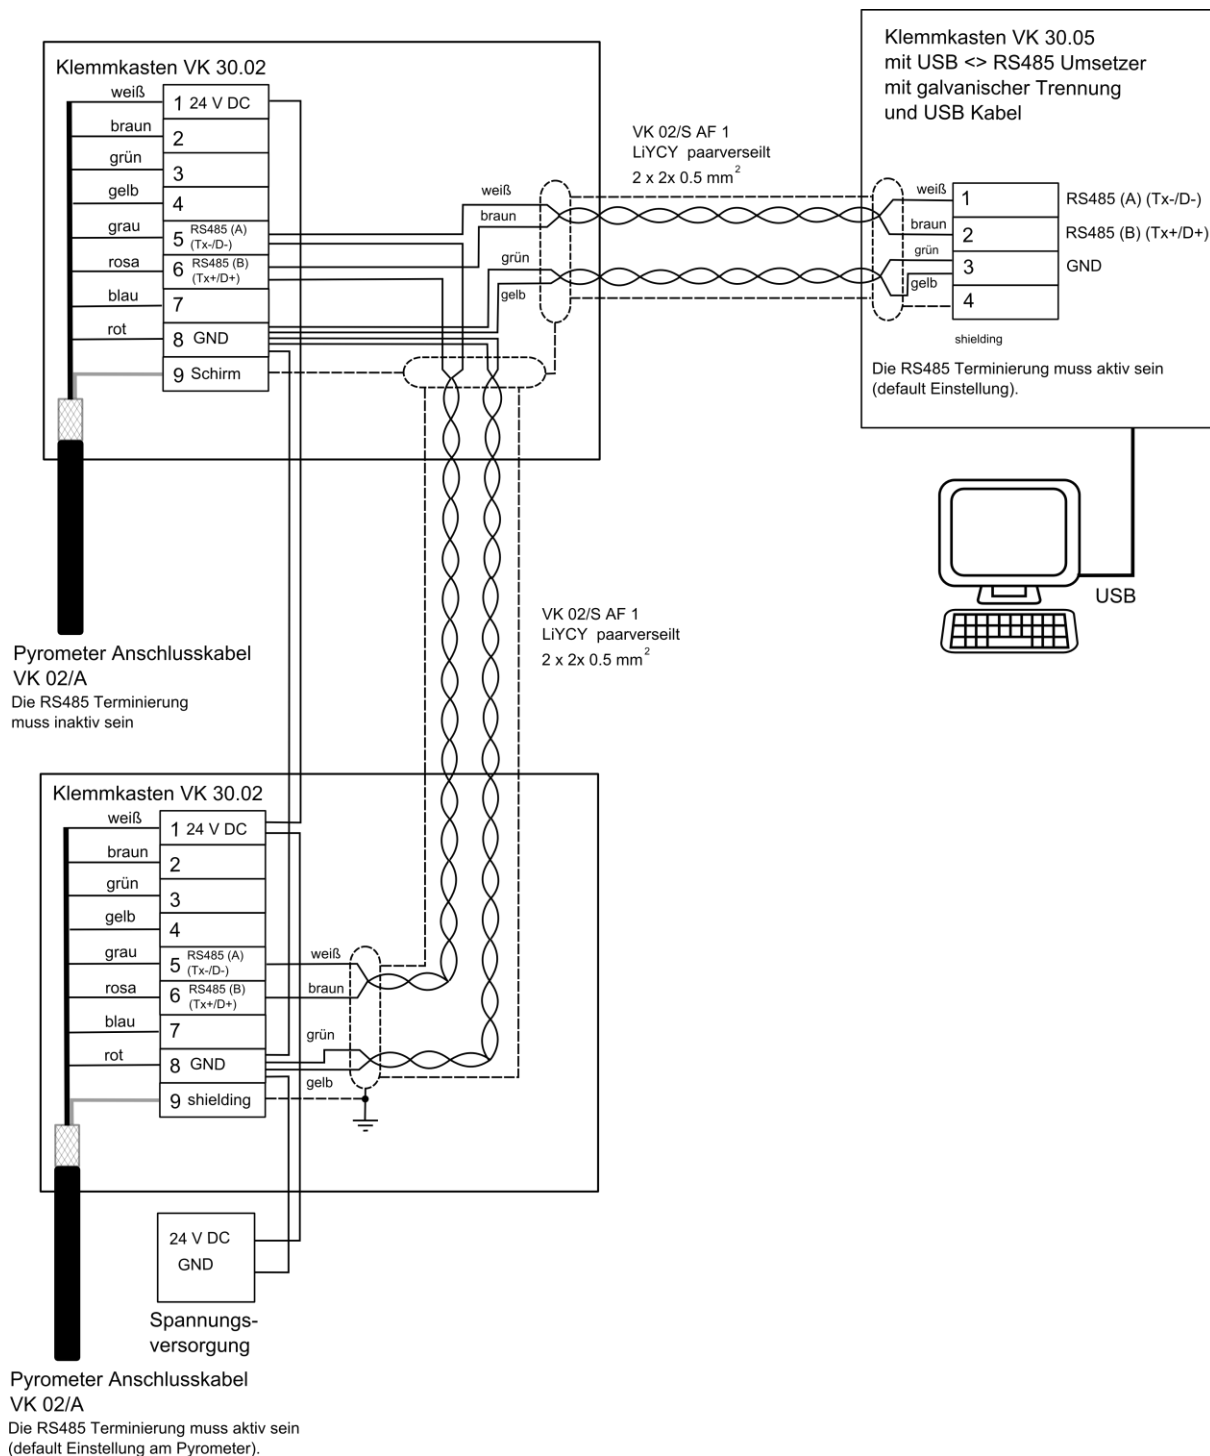 Klemmkasten VK 30.02
weiß
1 24 V DC
braun
2
grün
3
gelb
4
grau
5 RS485 (A)
(Tx-/D-)
rosa
6 RS485 (B)
(Tx+/D+)
blau
7
rot
8 GND
9 Schirm
weiß
braun
grün
gelb
VK 02/S AF 1
LiYCY paarverseilt
2 x 2x 0.5 mm²
Klemmkasten VK 30.05
mit USB <> RS485 Umsetzer
mit galvanischer Trennung
und USB Kabel
weiß
1 RS485 (A) (Tx-/D-)
braun
2 RS485 (B) (Tx+/D+)
grün
3 GND
gelb
4
shielding
Die RS485 Terminierung muss aktiv sein
(default Einstellung).
USB
Pyrometer Anschlusskabel
VK 02/A
Die RS485 Terminierung
muss inaktiv sein
VK 02/S AF 1
LiYCY paarverseilt
2 x 2x 0.5 mm²
Klemmkasten VK 30.02
weiß
1 24 V DC
braun
2
grün
3
gelb
4
grau
5 RS485 (A)
(Tx-/D-)
rosa
6 RS485 (B)
(Tx+/D+)
blau
7
rot
8 GND
9 shielding
weiß
braun
grün
gelb
24 V DC
GND
Spannungs-
versorgung
Pyrometer Anschlusskabel
VK 02/A
Die RS485 Terminierung muss aktiv sein
(default Einstellung am Pyrometer).